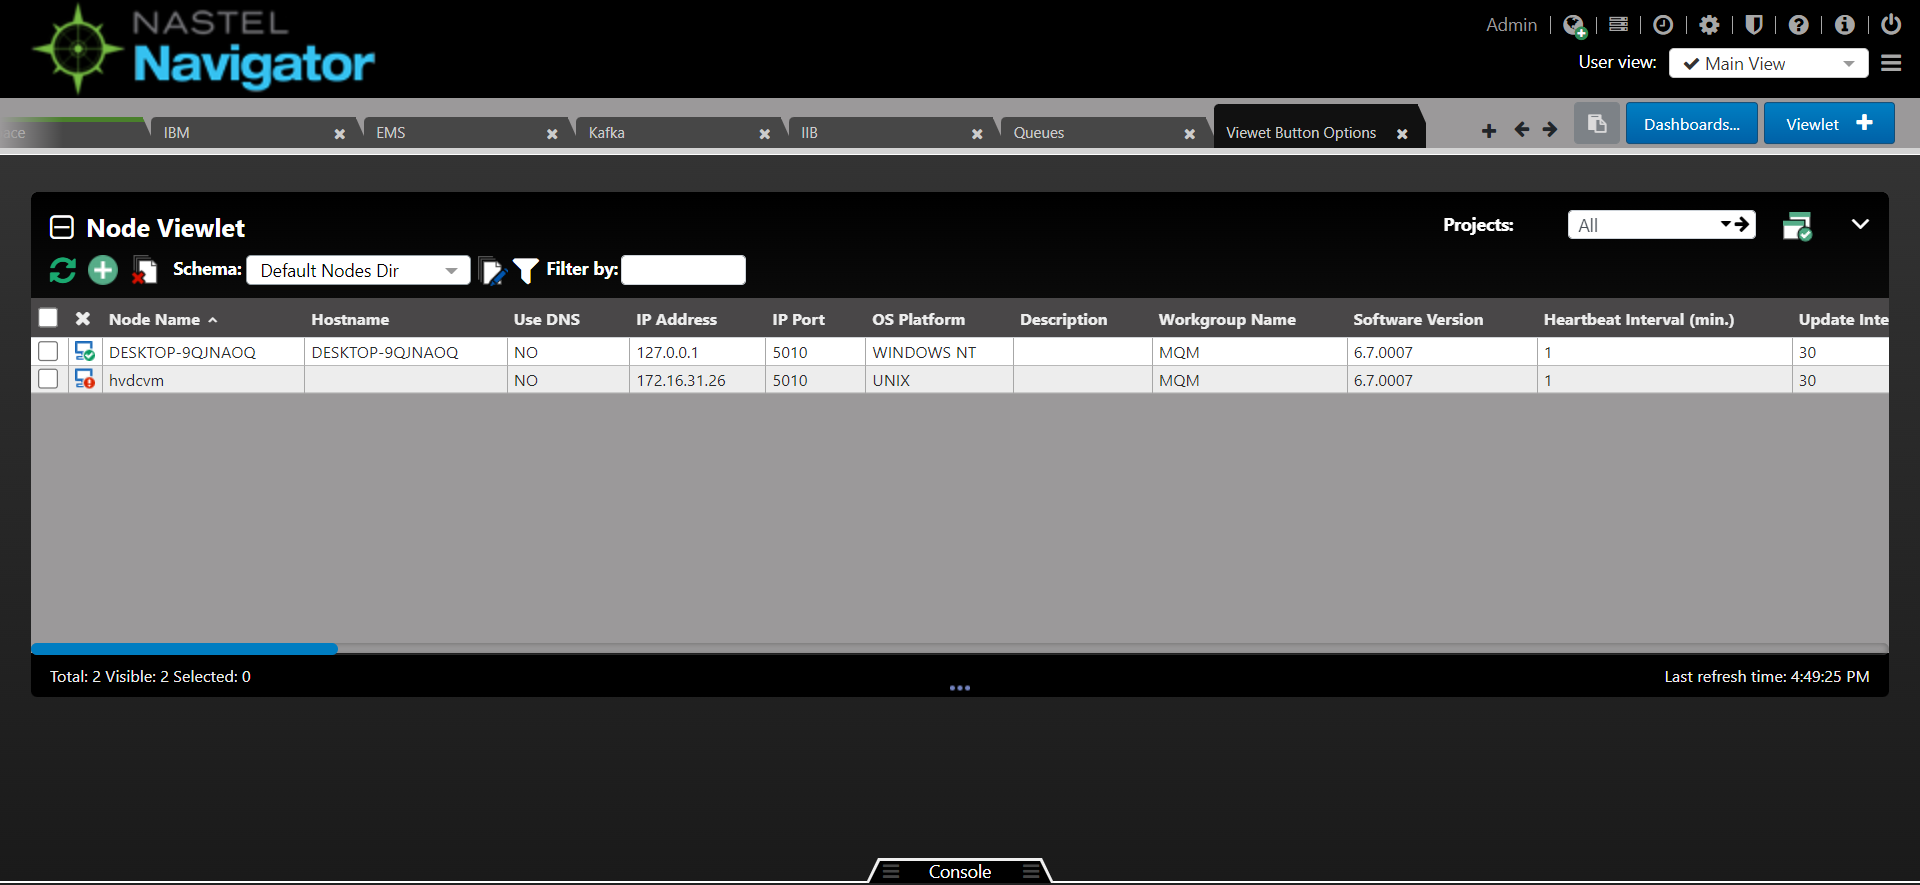 NASTEL
Navigator
Admin
User view: Main View
ace
IBM
EMS
Kafka
IIB
Queues
Viewet Button Options
Dashboards...
Viewlet
Node Viewlet
Projects: All
Schema: Default Nodes Dir Filter by:
Node Name Hostname Use DNS IP Address IP Port OS Platform Description Workgroup Name Software Version Heartbeat Interval (min.) Update Inte
DESKTOP-9QJNAOQ DESKTOP-9QJNAOQ NO 127.0.0.1 5010 WINDOWS NT MQM 6.7.0007 1 30
hvdcvm NO 172.16.31.26 5010 UNIX MQM 6.7.0007 1 30
Total: 2 Visible: 2 Selected: 0
Last refresh time: 4:49:25 PM
Console